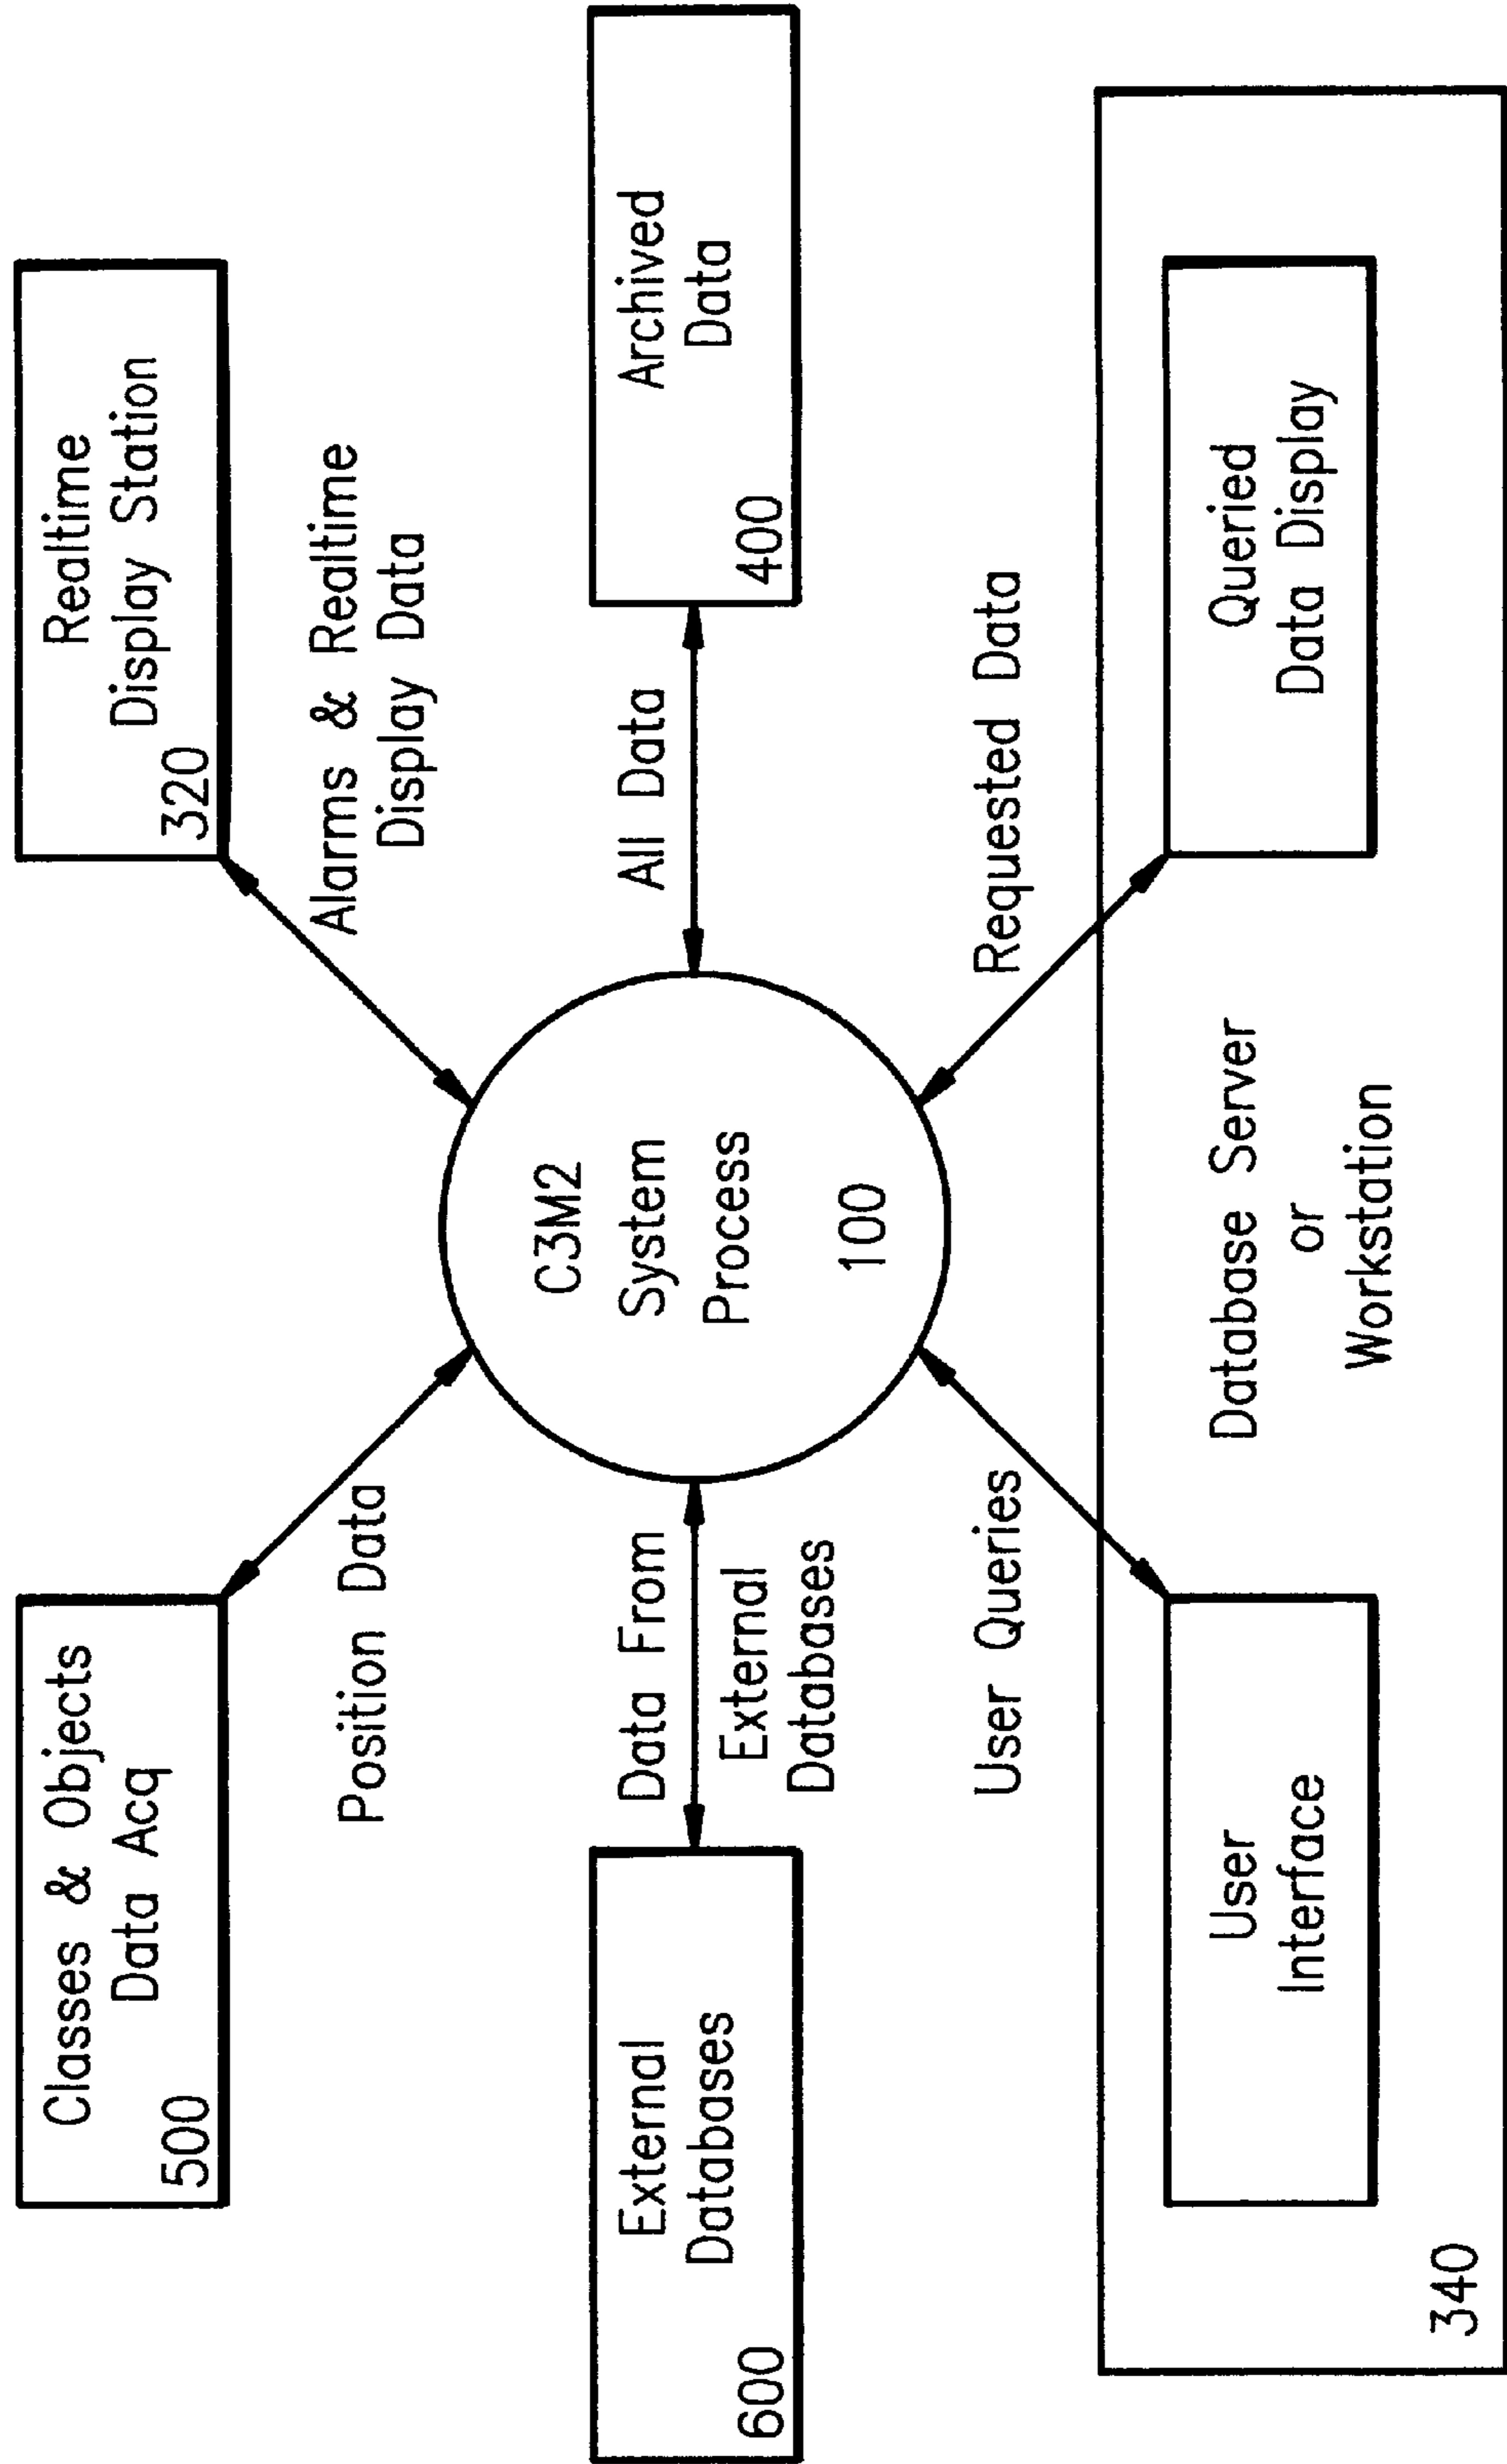 Classes & Objects
Data Acq
500
Realtime
Display Station
320
Position Data
Alarms & Realtime
Display Data
C3M2
System
Process
100
External
Databases
600
Data From
External
Databases
All Data
Archived
Data
400
User Queries
Requested Data
User
Interface
Database Server
or
Workstation
Queried
Data Display
340